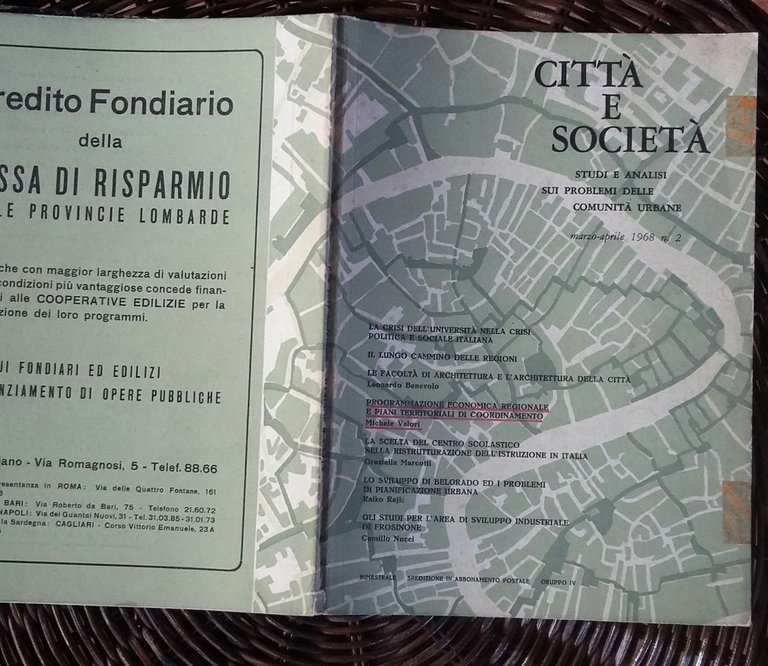 redito Fondiario
della
SSA DI RISPARMIO
LE PROVINCIE LOMBARDE
che con maggior larghezza di valutazioni
condizioni più vantaggiose concede finan-
i alle COOPERATIVE EDILIZIE per la
zione dei loro programmi.
UI FONDIARI ED EDILIZI
NZIAMENTO DI OPERE PUBBLICHE
ano - Via Romagnosi, 5 - Telef. 88.66
presentanza in ROMA: Via delle Quattro Fontane, 161
BARI: Via Roberto da Bari, 75 - Telefono 21.60.72
NAPOLI: Via dei Guantai Nuovi, 31 - Tel. 31.03.85 - 31.01.73
la Sardegna: CAGLIARI - Corso Vittorio Emanuele, 23 A
CITTÀ
E
SOCIETÀ
STUDI E ANALISI
SUI PROBLEMI DELLE
COMUNITÀ URBANE
marzo-aprile 1968 n. 2
LA CRISI DELL'UNIVERSITÀ NELLA CRISI
POLITICA E SOCIALE ITALIANA
IL LUNGO CAMMINO DELLE REGIONI
LE FACOLTÀ DI ARCHITETTURA E L'ARCHITETTURA DELLA CITTÀ
Leonardo Benevolo
PROGRAMMAZIONE ECONOMICA REGIONALE
E PIANI TERRITORIALI DI COORDINAMENTO
Michele Valori
LA SCELTA DEL CENTRO SCOLASTICO
NELLA RISTRUTTURAZIONE DELL'ISTRUZIONE IN ITALIA
Graziella Marcotti
LO SVILUPPO DI BELGRADO ED I PROBLEMI
DI PIANIFICAZIONE URBANA
Ratko Rajić
GLI STUDI PER L'AREA DI SVILUPPO INDUSTRIALE
DI FROSINONE
Camillo Nucci
BIMESTRALE SPEDIZIONE IN ABBONAMENTO POSTALE GRUPPO IV